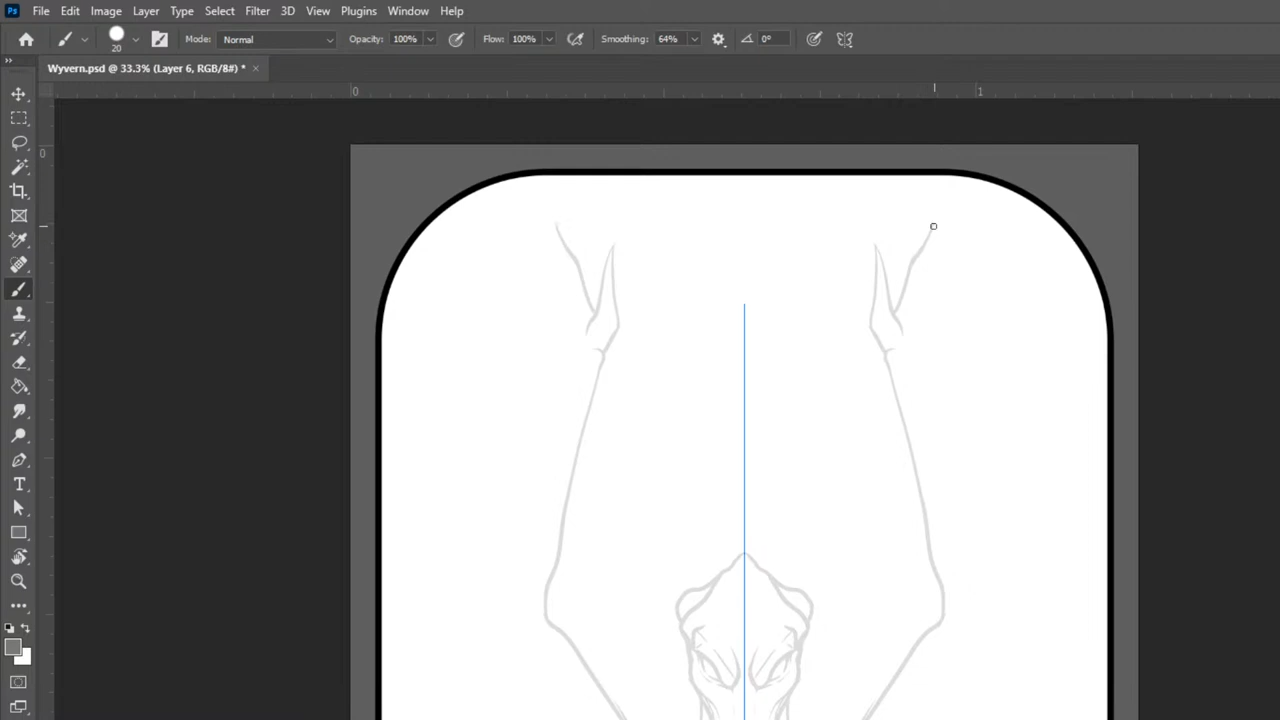 Ps File Edit Image Layer Type Select Filter 3D View Plugins Window Help
20 Mode: Normal Opacity: 100% Flow: 100% Smoothing: 64% 0°
Wyvern.psd @ 33.3% (Layer 6, RGB/8#) * ×
0 1
0